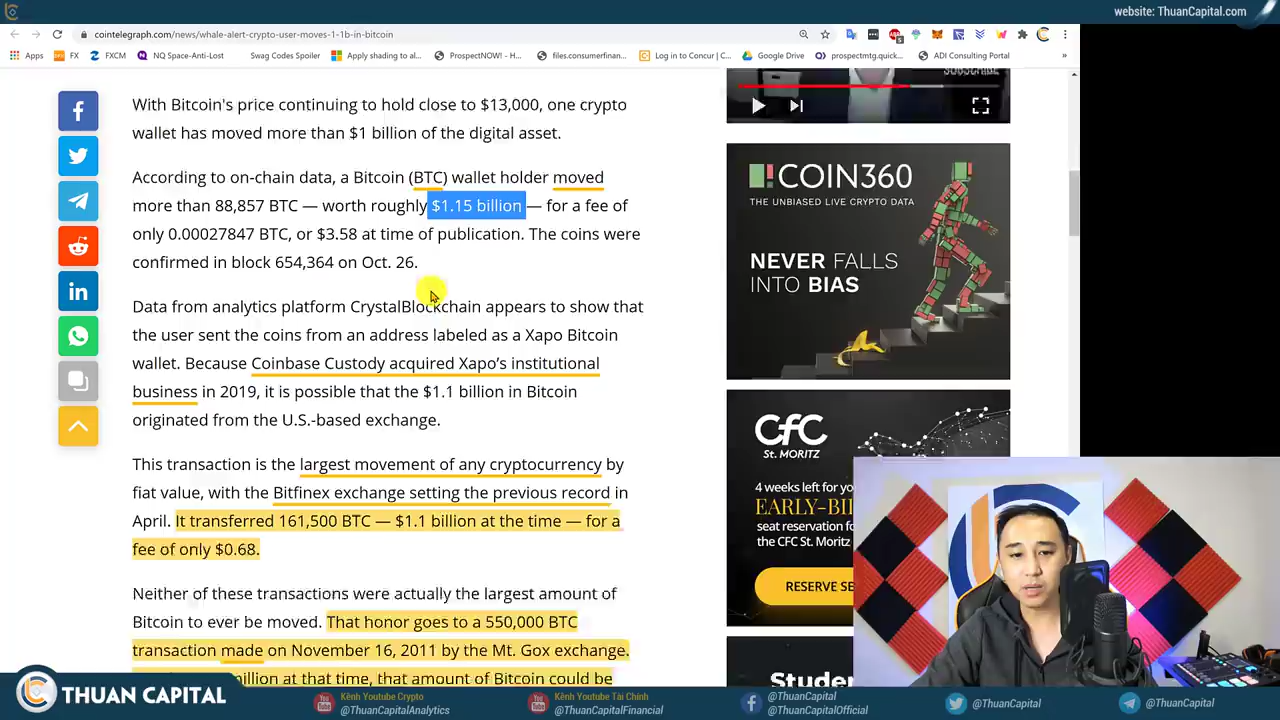 website: ThuanCapital.com
cointelegraph.com/news/whale-alert-crypto-user-moves-1-1b-in-bitcoin
Apps
FX
FXCM
NQ Space-Anti-Lost
Swag Codes Spoiler
Apply shading to al...
ProspectNOW! - H...
files.consumerfinan...
Log in to Concur | C...
Google Drive
prospectmtg.quick...
ADI Consulting Portal
SUBSCRIBE
With Bitcoin's price continuing to hold close to $13,000, one crypto
wallet has moved more than $1 billion of the digital asset.
According to on-chain data, a Bitcoin (BTC) wallet holder moved
more than 88,857 BTC — worth roughly $1.15 billion — for a fee of
only 0.00027847 BTC, or $3.58 at time of publication. The coins were
confirmed in block 654,364 on Oct. 26.
Data from analytics platform CrystalBlockchain appears to show that
the user sent the coins from an address labeled as a Xapo Bitcoin
wallet. Because Coinbase Custody acquired Xapo's institutional
business in 2019, it is possible that the $1.1 billion in Bitcoin
originated from the U.S.-based exchange.
This transaction is the largest movement of any cryptocurrency by
fiat value, with the Bitfinex exchange setting the previous record in
April. It transferred 161,500 BTC — $1.1 billion at the time — for a
fee of only $0.68.
Neither of these transactions were actually the largest amount of
Bitcoin to ever be moved. That honor goes to a 550,000 BTC
transaction made on November 16, 2011 by the Mt. Gox exchange.
illion at that time, that amount of Bitcoin could be
COIN360
THE UNBIASED LIVE CRYPTO DATA
NEVER FALLS
INTO BIAS
CfC
St. MORITZ
4 weeks left for yo
EARLY-BI
seat reservation fo
the CFC St. Moritz
RESERVE SE
Studen
THUAN CAPITAL
Kênh Youtube Crypto
@ThuanCapitalAnalytics
Kênh Youtube Tài Chính
@ThuanCapitalFinancial
@ThuanCapital
@ThuanCapitalOfficial
@ThuanCapital
@ThuanCapital